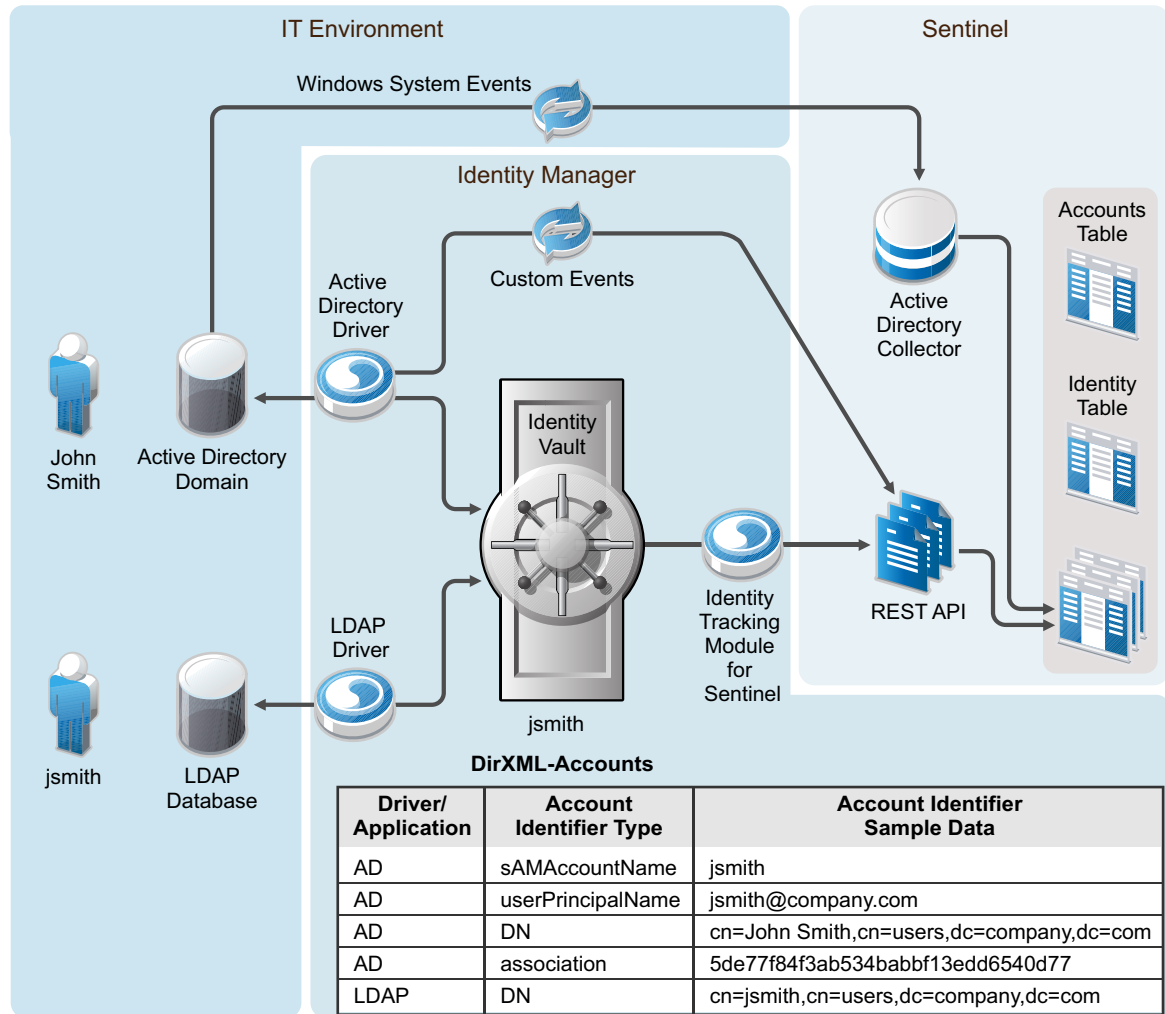 IT Environment
Sentinel
Windows System Events
Identity Manager
Custom Events
Active
Directory
Driver
Accounts
Table
Active
Directory
Collector
Identity
Table
Identity
Vault
John
Smith
Active Directory
Domain
LDAP
Driver
Identity
Tracking
Module
for
Sentinel
REST API
jsmith
jsmith
LDAP
Database
DirXML-Accounts
Driver/
Application
Account
Identifier Type
Account Identifier
Sample Data
AD sAMAccountName jsmith
AD userPrincipalName jsmith@company.com
AD DN cn=John Smith,cn=users,dc=company,dc=com
AD association 5de77f84f3ab534babbf13edd6540d77
LDAP DN cn=jsmith,cn=users,dc=company,dc=com